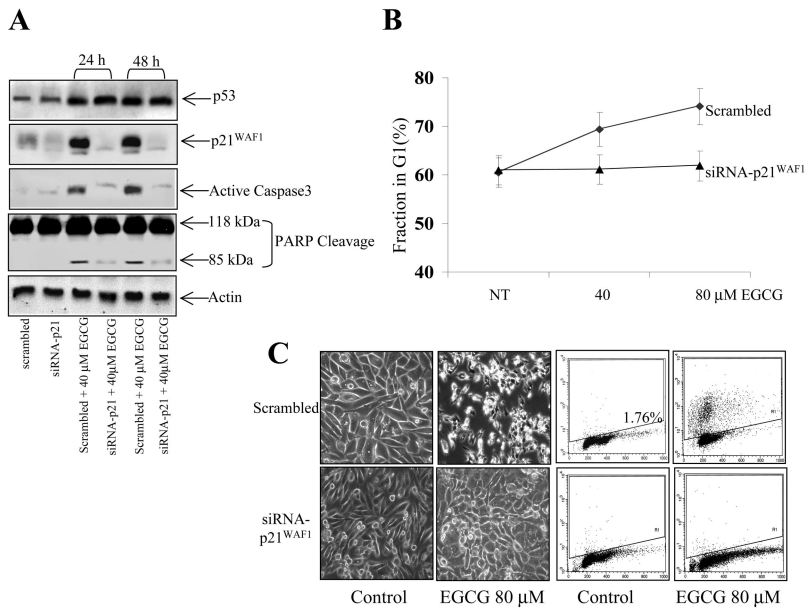 A
24 h
48 h
p53
p21WAF1
Active Caspase3
118 kDa
PARP Cleavage
85 kDa
Actin
scrambled
siRNA-p21
Scrambled + 40 µM EGCG
siRNA-p21 + 40µM EGCG
Scrambled + 40 µM EGCG
siRNA-p21 + 40 µM EGCG
B
Fraction in G1(%)
80
70
60
50
40
Scrambled
siRNA-p21WAF1
NT
40
80 µM EGCG
C
Scrambled
1.76%
R1
siRNA-
p21WAF1
R1
R1
Control
EGCG 80 µM
Control
EGCG 80 µM